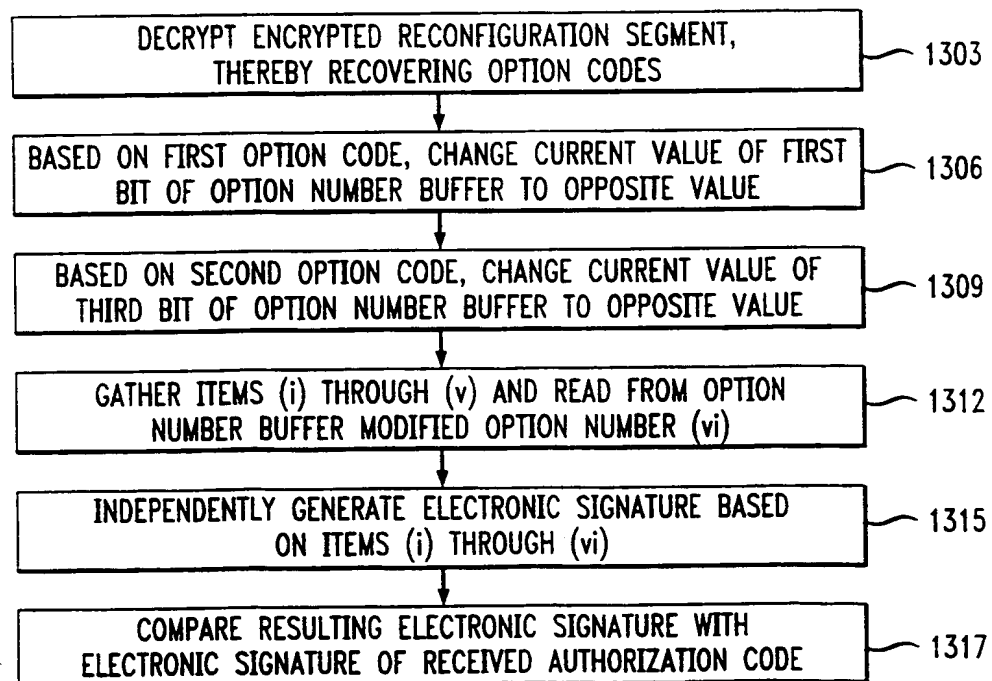 DECRYPT ENCRYPTED RECONFIGURATION SEGMENT,
THEREBY RECOVERING OPTION CODES
1303
BASED ON FIRST OPTION CODE, CHANGE CURRENT VALUE OF FIRST
BIT OF OPTION NUMBER BUFFER TO OPPOSITE VALUE
1306
BASED ON SECOND OPTION CODE, CHANGE CURRENT VALUE OF
THIRD BIT OF OPTION NUMBER BUFFER TO OPPOSITE VALUE
1309
GATHER ITEMS (i) THROUGH (v) AND READ FROM OPTION
NUMBER BUFFER MODIFIED OPTION NUMBER (vi)
1312
INDEPENDENTLY GENERATE ELECTRONIC SIGNATURE BASED
ON ITEMS (i) THROUGH (vi)
1315
COMPARE RESULTING ELECTRONIC SIGNATURE WITH
ELECTRONIC SIGNATURE OF RECEIVED AUTHORIZATION CODE
1317